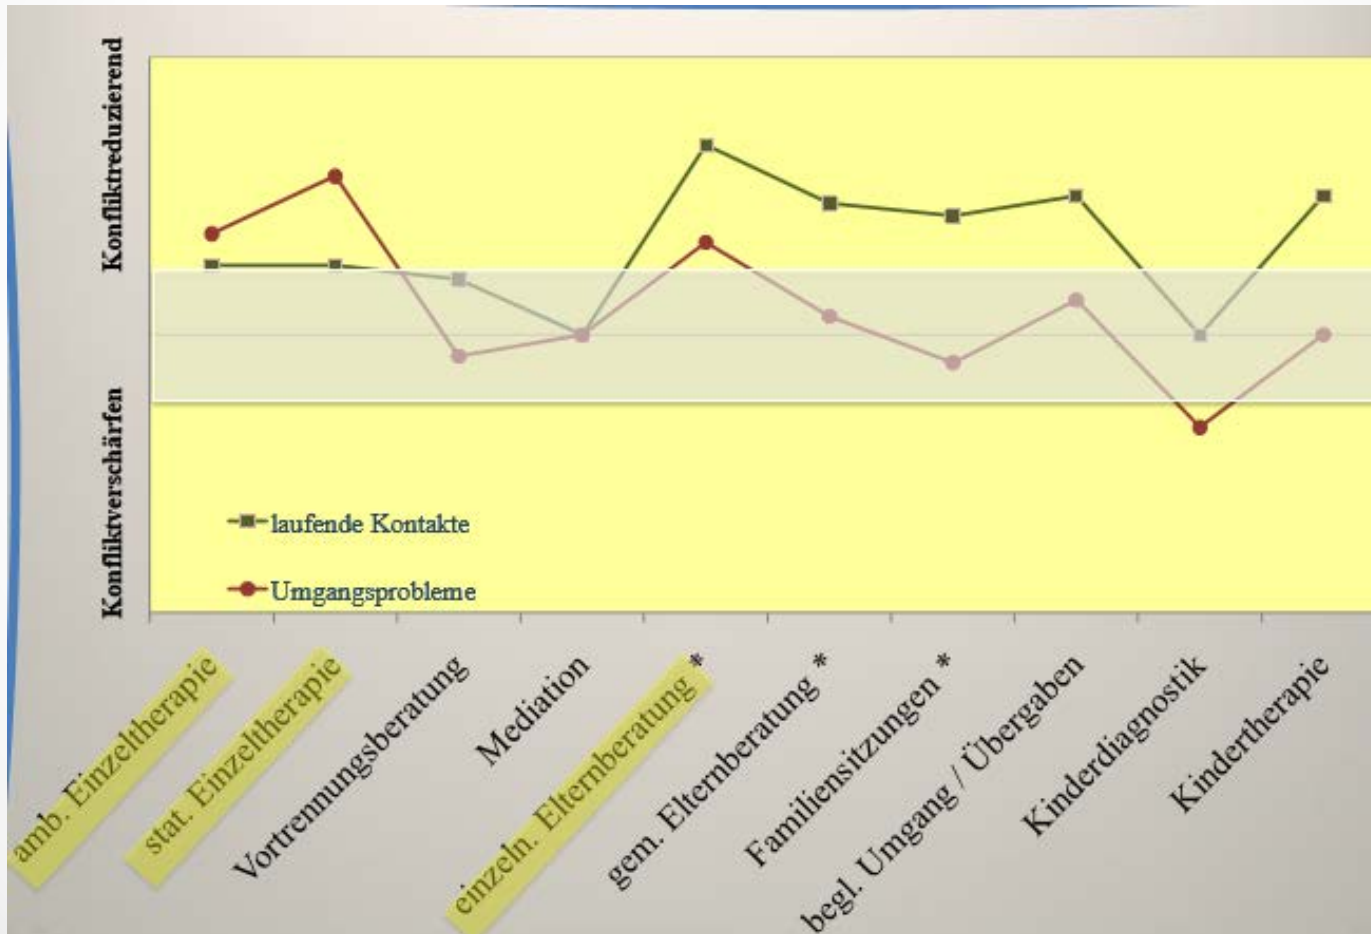 Konfliktreduzierend
Konfliktverschärfen
laufende Kontakte
Umgangsprobleme
amb. Einzeltherapie
stat. Einzeltherapie
Vortrennungsberatung
Mediation
einzeln. Elternberatung *
gem. Elternberatung *
Familiensitzungen *
begl. Umgang / Übergaben
Kinderdiagnostik
Kindertherapie